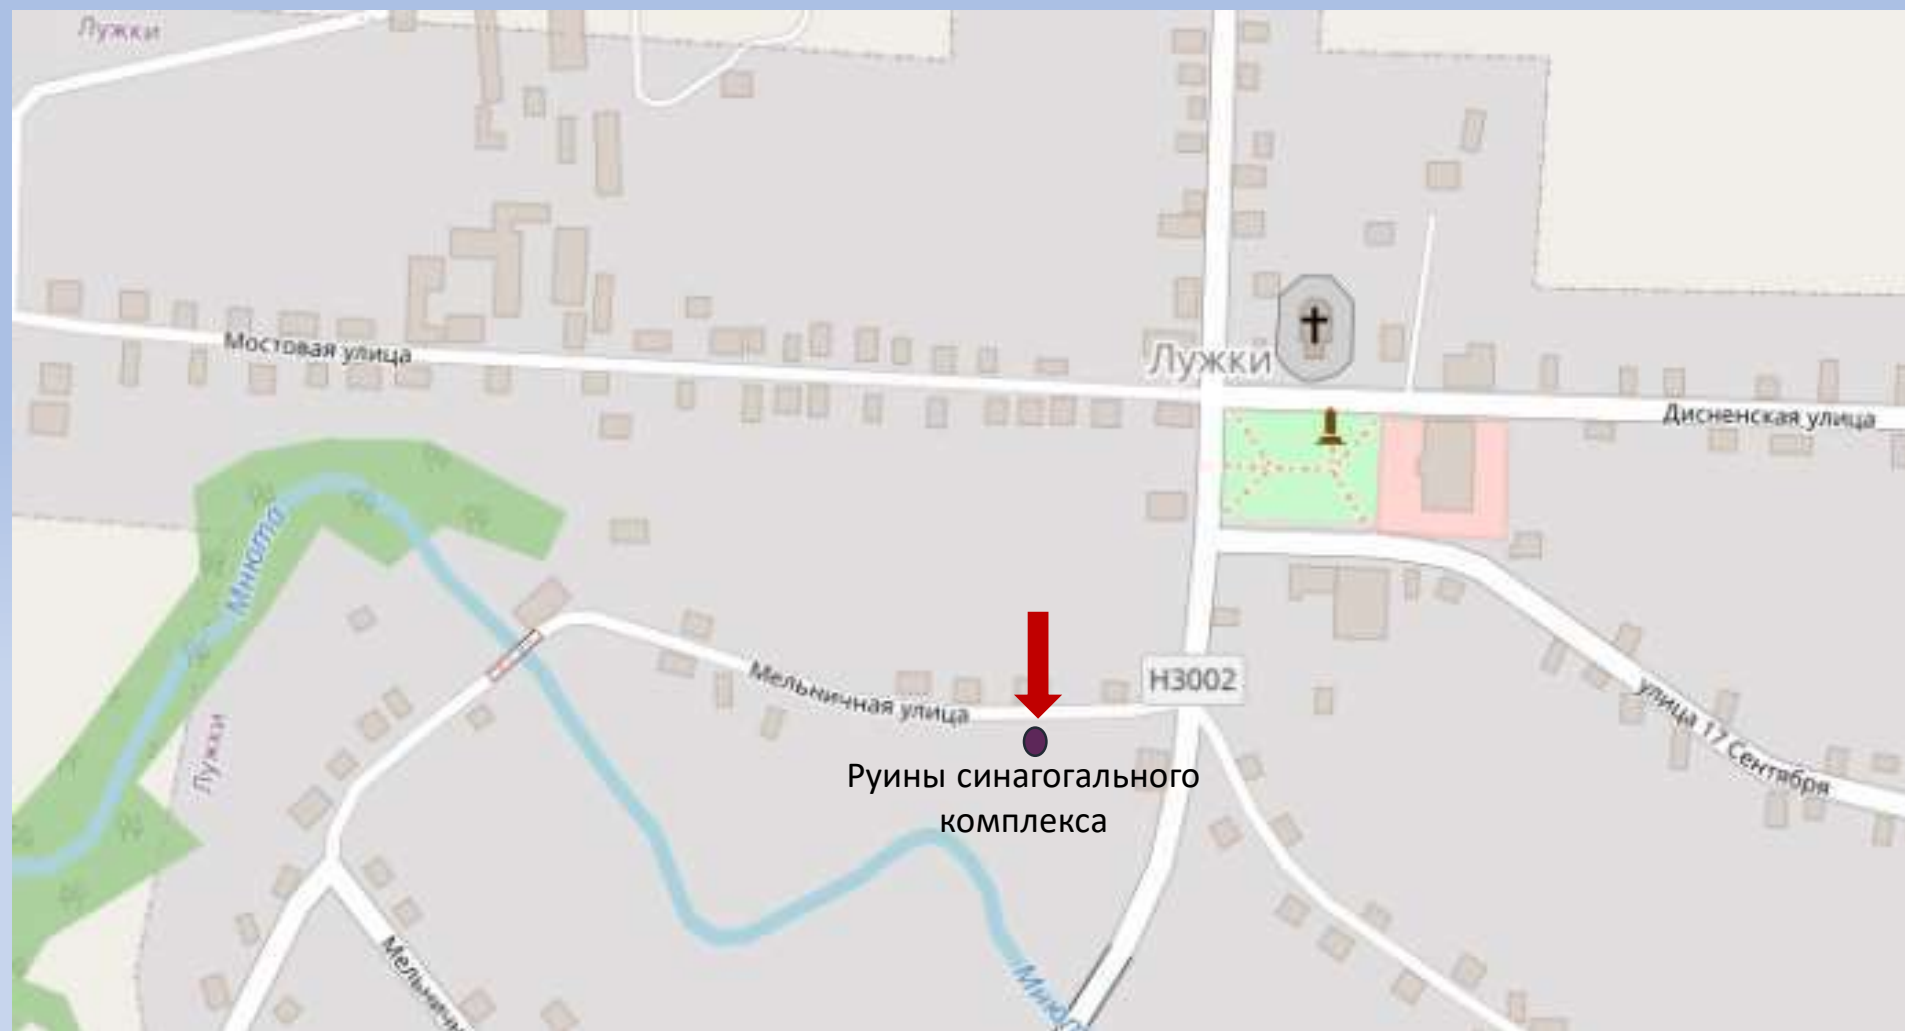 Лужки
Мостовая улица
Лужки
Дисненская улица
Мнюта
Мельничная улица
Н3002
улица 17 Сентября
Лужки
Руины синагогального
комплекса